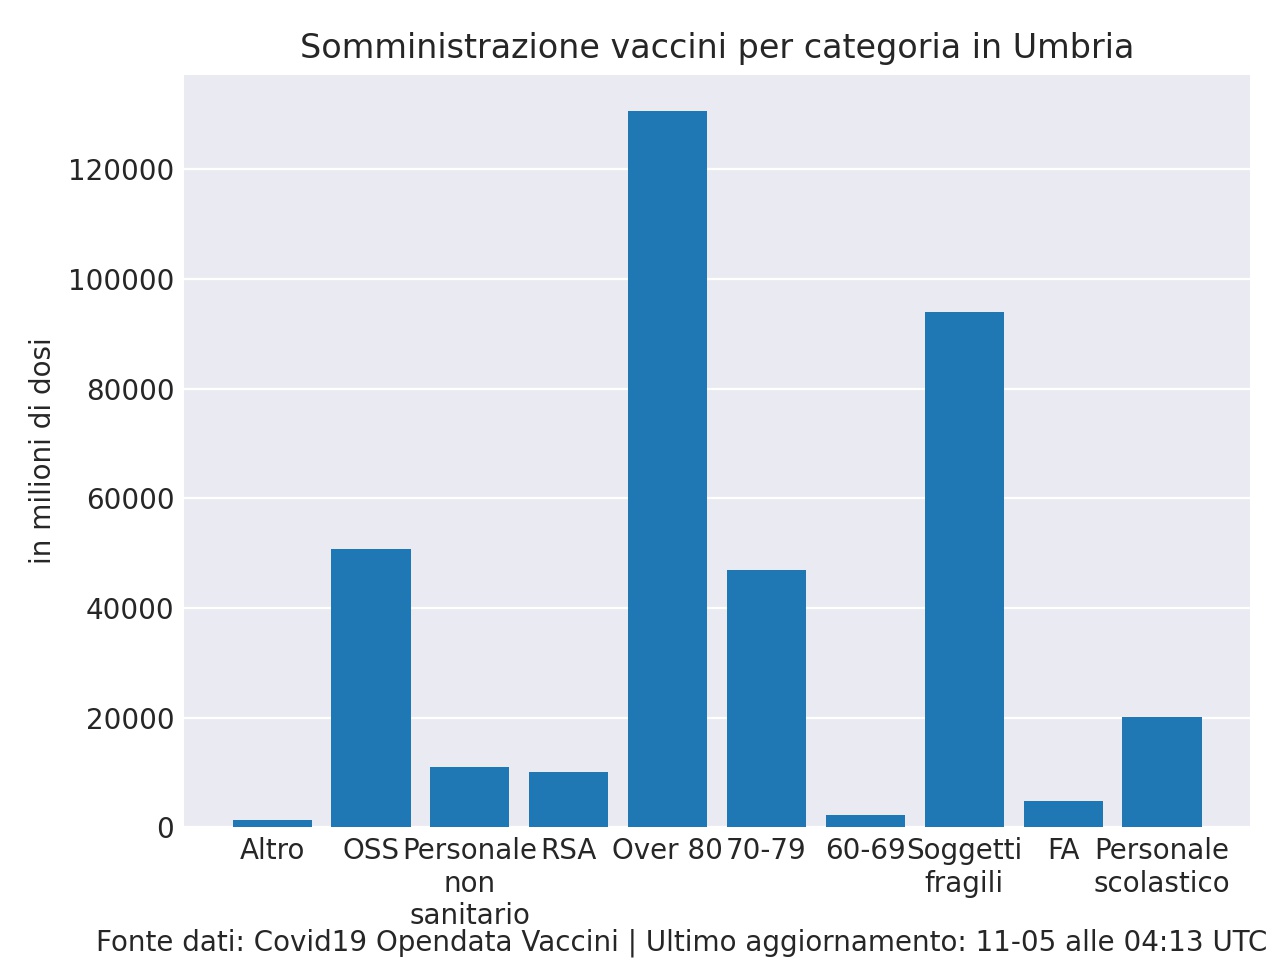 Somministrazione vaccini per categoria in Umbria
in milioni di dosi
120000
100000
80000
60000
40000
20000
0
Altro
OSS
Personale
non
sanitario
RSA
Over 80
70-79
60-69
Soggetti
fragili
FA
Personale
scolastico
Fonte dati: Covid19 Opendata Vaccini | Ultimo aggiornamento: 11-05 alle 04:13 UTC